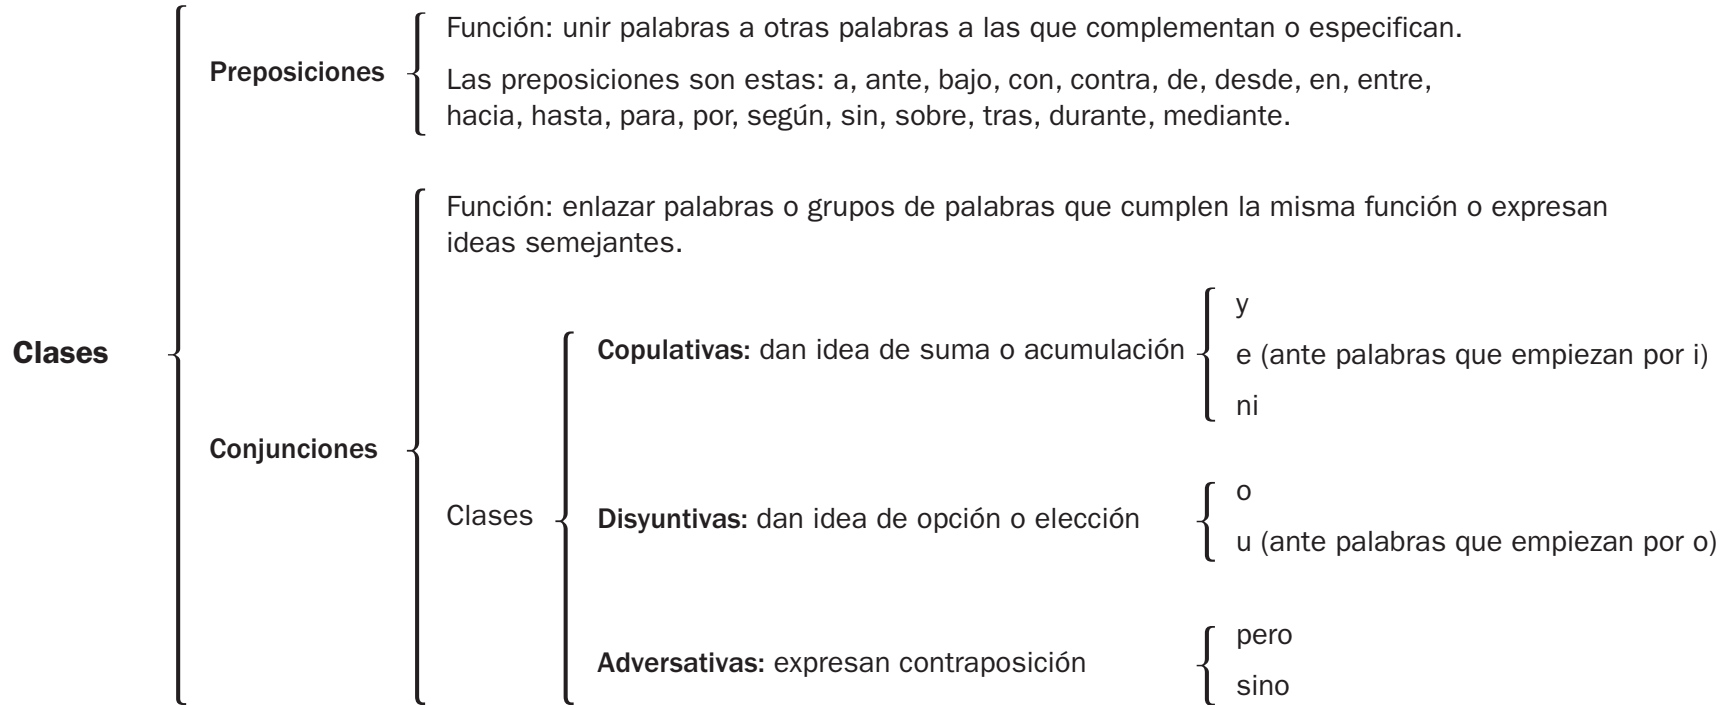 Clases
Preposiciones
Función: unir palabras a otras palabras a las que complementan o especifican.
Las preposiciones son estas: a, ante, bajo, con, contra, de, desde, en, entre,
hacia, hasta, para, por, según, sin, sobre, tras, durante, mediante.
Conjunciones
Función: enlazar palabras o grupos de palabras que cumplen la misma función o expresan
ideas semejantes.
Clases
Copulativas: dan idea de suma o acumulación
y
e (ante palabras que empiezan por i)
ni
Disyuntivas: dan idea de opción o elección
o
u (ante palabras que empiezan por o)
Adversativas: expresan contraposición
pero
sino